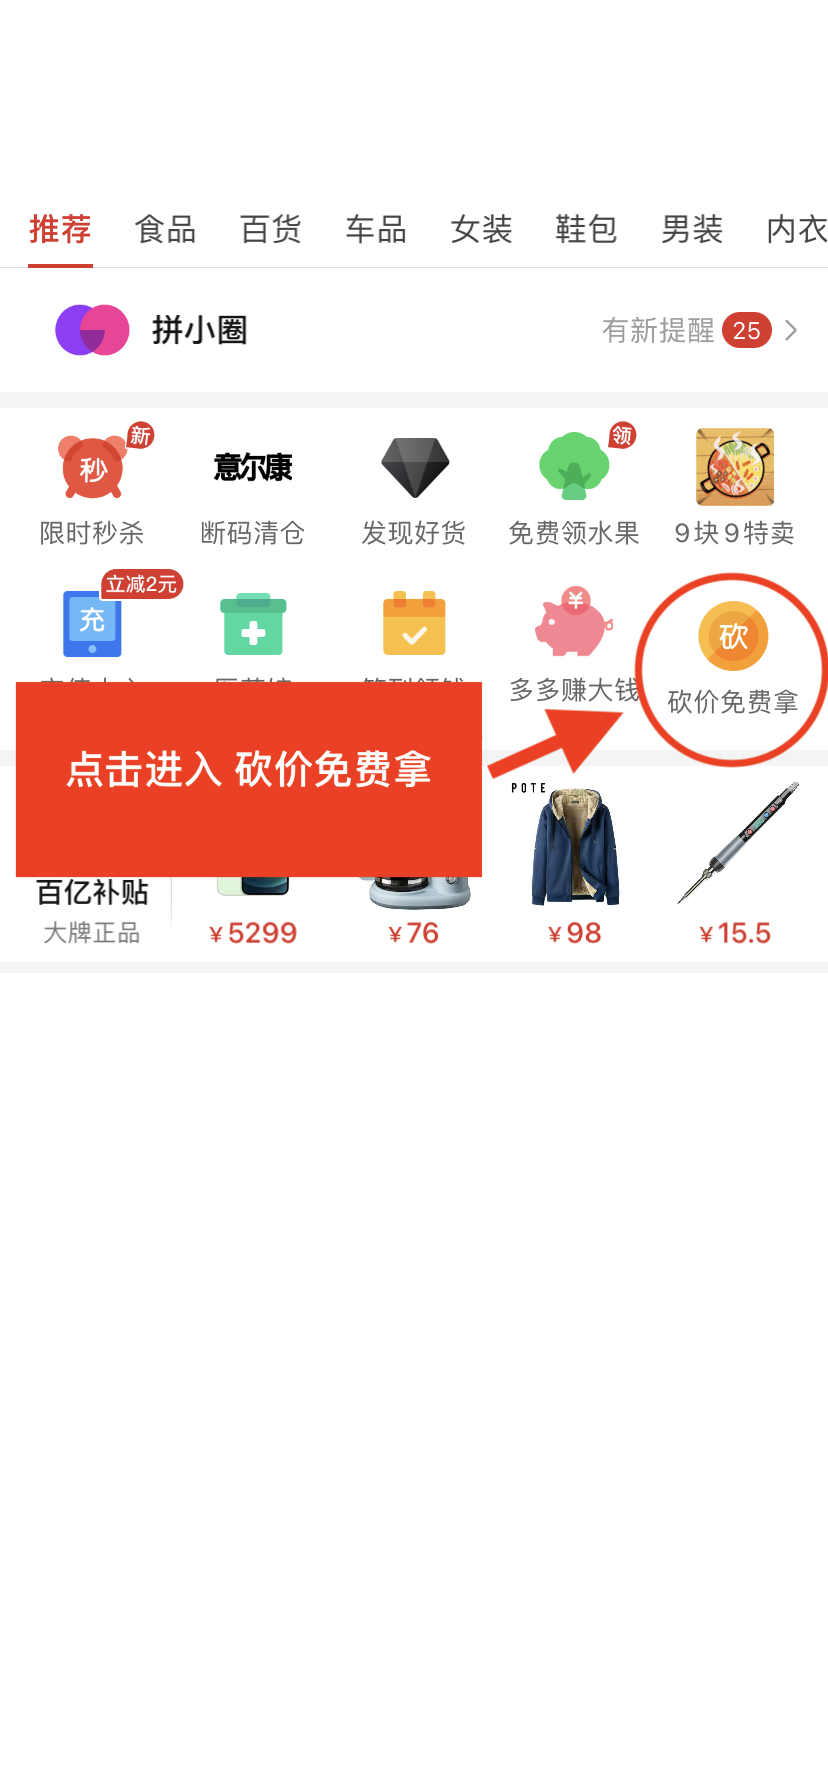 推荐 食品 百货 车品 女装 鞋包 男装 内衣
拼小圈 有新提醒 25
新 领
秒 意尔康
限时秒杀 断码清仓 发现好货 免费领水果 9块9特卖
立减2元
充 ¥ 砍
多多赚大钱 砍价免费拿
点击进入 砍价免费拿
POTE
百亿补贴
大牌正品 ¥5299 ¥76 ¥98 ¥15.5